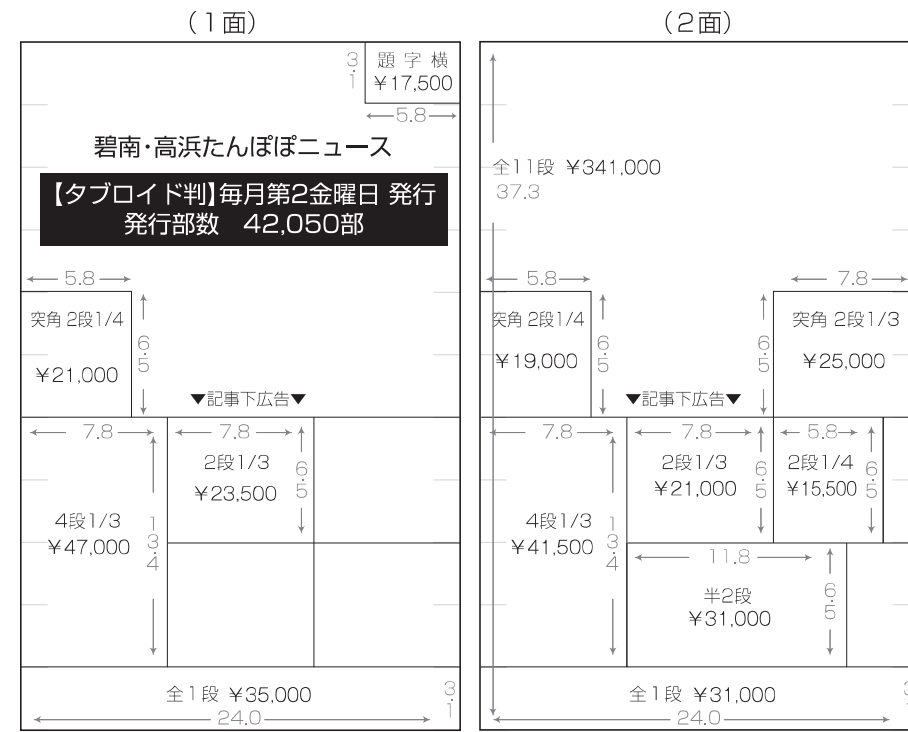 (1面)
題字横
¥17,500
3.1
5.8
碧南・高浜たんぽぽニュース
【タブロイド判】毎月第2金曜日 発行
発行部数 42,050部
5.8
突角 2段1/4
¥21,000
6.5
▼記事下広告▼
7.8
4段1/3
¥47,000
13.4
7.8
2段1/3
¥23,500
6.5
全1段 ¥35,000
3.1
24.0
(2面)
全11段 ¥341,000
37.3
5.8
突角 2段1/4
¥19,000
6.5
7.8
突角 2段1/3
¥25,000
6.5
▼記事下広告▼
7.8
4段1/3
¥41,500
13.4
7.8
2段1/3
¥21,000
6.5
5.8
2段1/4
¥15,500
6.5
11.8
半2段
¥31,000
6.5
全1段 ¥31,000
24.0